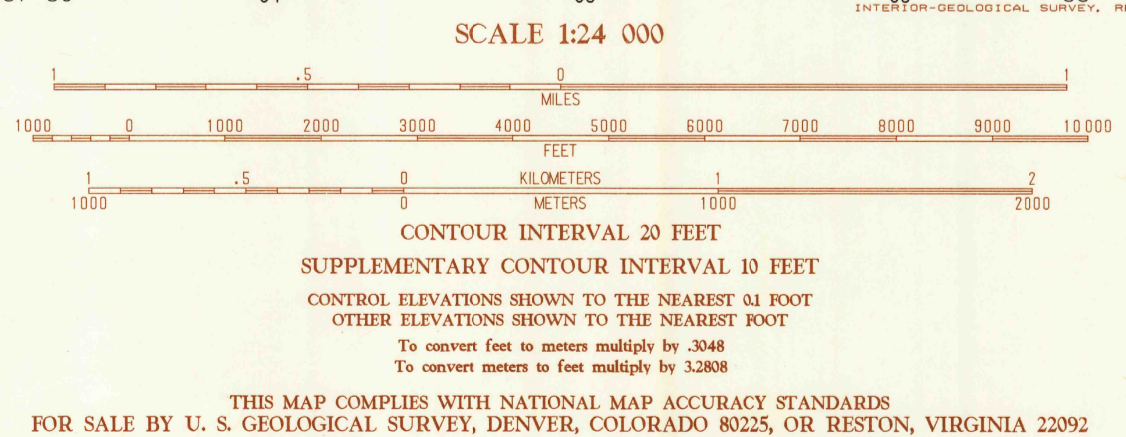 INTERIOR-GEOLOGICAL SURVEY,
SCALE 1:24 000
1 .5 0 1
MILES
1000 0 1000 2000 3000 4000 5000 6000 7000 8000 9000 10 000
FEET
1 .5 0 KILOMETERS 1 2
1000 0 METERS 1000 2000
CONTOUR INTERVAL 20 FEET
SUPPLEMENTARY CONTOUR INTERVAL 10 FEET
CONTROL ELEVATIONS SHOWN TO THE NEAREST 0.1 FOOT
OTHER ELEVATIONS SHOWN TO THE NEAREST FOOT
To convert feet to meters multiply by .3048
To convert meters to feet multiply by 3.2808
THIS MAP COMPLIES WITH NATIONAL MAP ACCURACY STANDARDS
FOR SALE BY U. S. GEOLOGICAL SURVEY, DENVER, COLORADO 80225, OR RESTON, VIRGINIA 22092